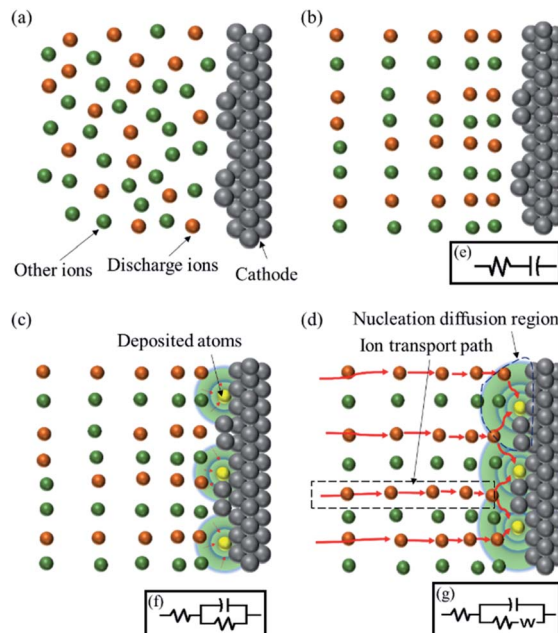 (a)
(b)
Other ions
Discharge ions
Cathode
(e)
(c)
Deposited atoms
(d)
Nucleation diffusion region
Ion transport path
(f)
(g)
W